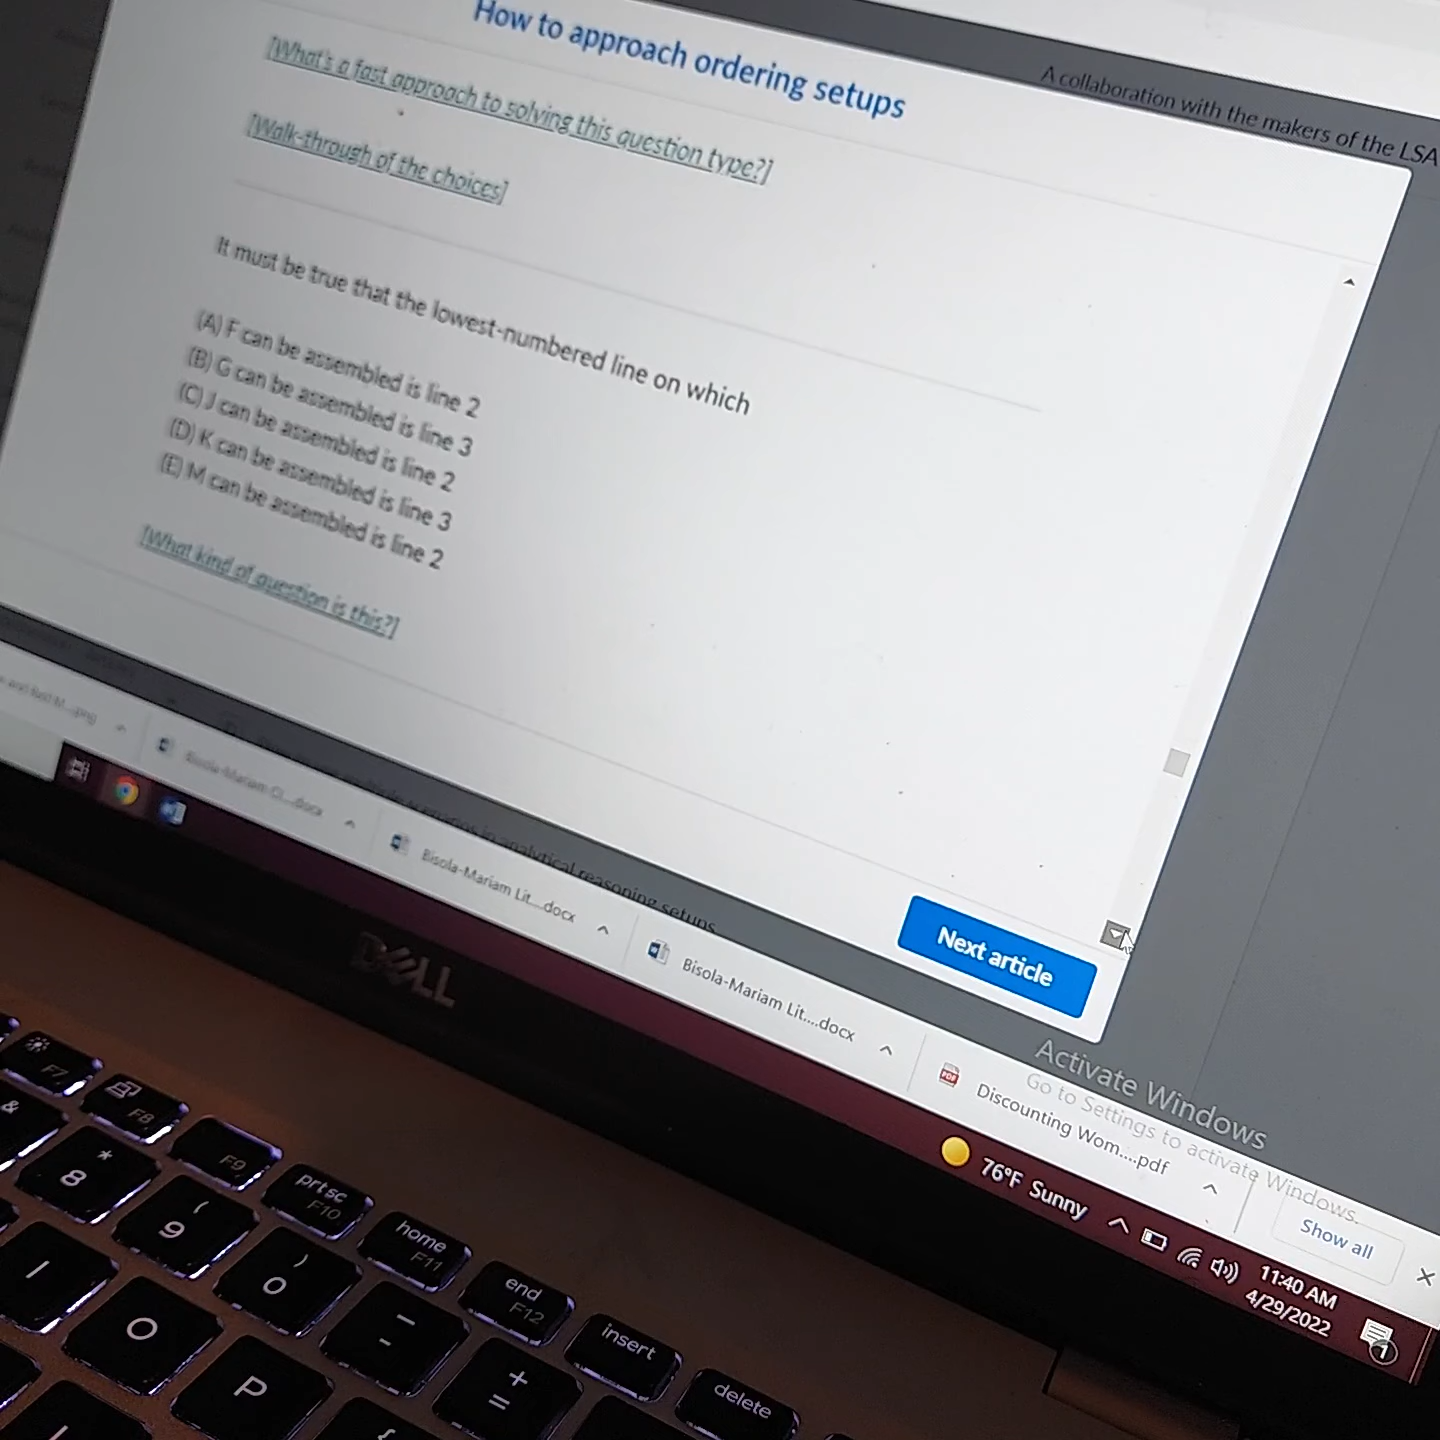 How to approach ordering setups
A collaboration with the makers of the LSA
[What's a fast approach to solving this question type?]
[Walk-through of the choices]
It must be true that the lowest-numbered line on which
(A) F can be assembled is line 2
(B) G can be assembled is line 3
(C) J can be assembled is line 2
(D) K can be assembled is line 3
(E) M can be assembled is line 2
[What kind of question is this?]
in analytical reasoning setups
Next article
Activate Windows
Go to Settings to activate Windows.
Bisola-Mariam Cl....docx
Bisola-Mariam Lit....docx
Bisola-Mariam Lit....docx
Discounting Wom....pdf
Show all
76°F Sunny
11:40 AM
4/29/2022
1
DELL
F7
F8
F9
prt sc
F10
home
F11
end
F12
insert
delete
&
*
8
(
9
)
0
-
+
=
I
O
P
{